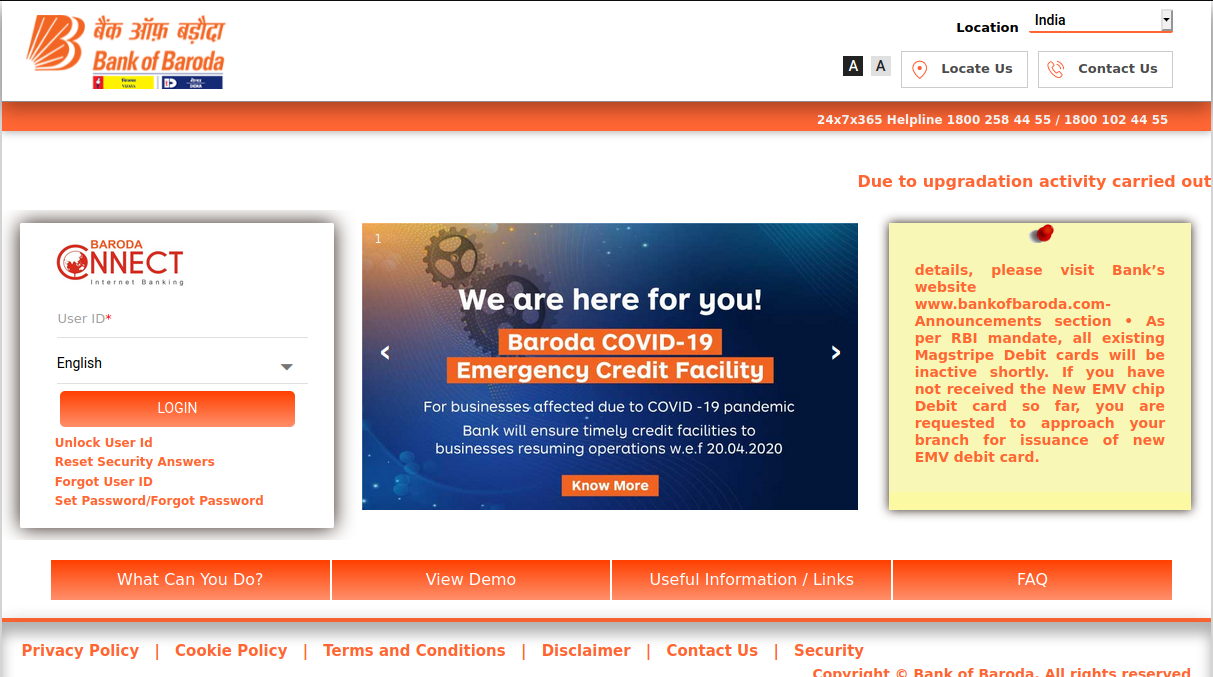 बैंक ऑफ़ बड़ौदा
Bank of Baroda
Location India
A A Locate Us Contact Us
24x7x365 Helpline 1800 258 44 55 / 1800 102 44 55
Due to upgradation activity carried out
BARODA
CONNECT
Internet Banking
User ID*
English
LOGIN
Unlock User Id
Reset Security Answers
Forgot User ID
Set Password/Forgot Password
1
We are here for you!
Baroda COVID-19
Emergency Credit Facility
For businesses affected due to COVID -19 pandemic
Bank will ensure timely credit facilities to
businesses resuming operations w.e.f 20.04.2020
Know More
details, please visit Bank's
website
www.bankofbaroda.com-
Announcements section • As
per RBI mandate, all existing
Magstripe Debit cards will be
inactive shortly. If you have
not received the New EMV chip
Debit card so far, you are
requested to approach your
branch for issuance of new
EMV debit card.
What Can You Do? View Demo Useful Information / Links FAQ
Privacy Policy | Cookie Policy | Terms and Conditions | Disclaimer | Contact Us | Security
Copyright © Bank of Baroda. All rights reserved